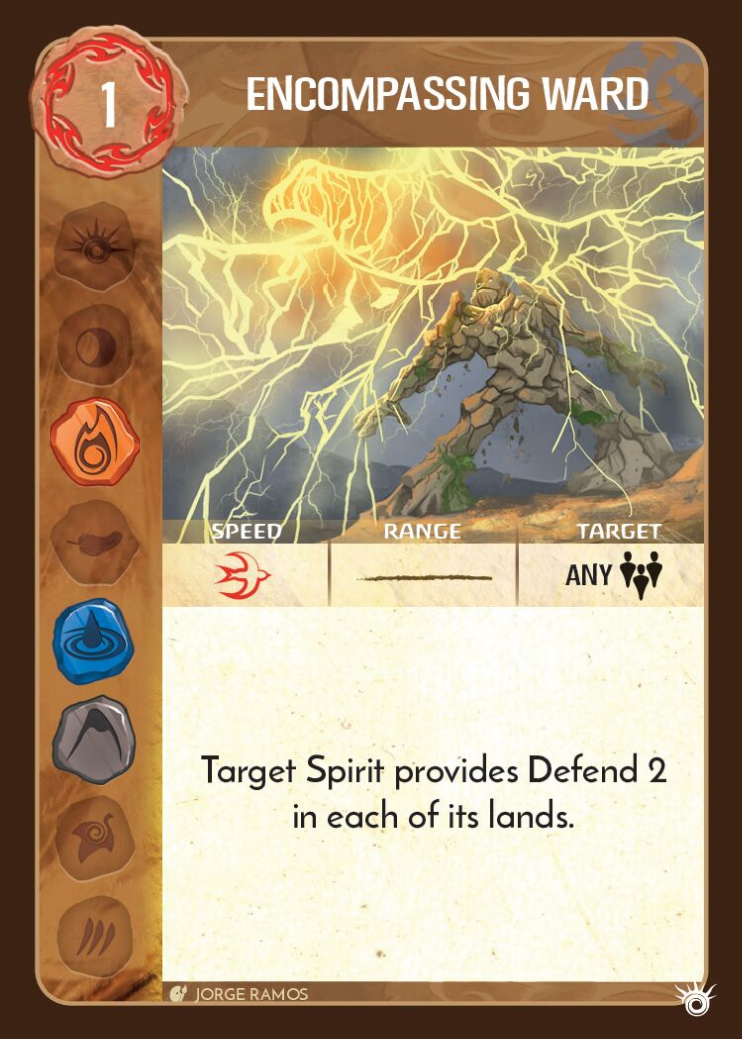 1
ENCOMPASSING WARD
SPEED
RANGE
TARGET
ANY
Target Spirit provides Defend 2
in each of its lands.
JORGE RAMOS